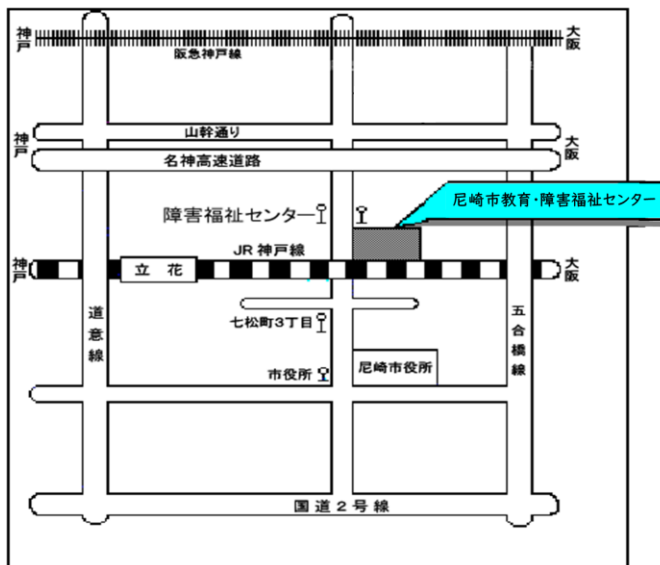 神戸
大阪
阪急神戸線
山幹通り
神戸
大阪
名神高速道路
尼崎市教育・障害福祉センター
障害福祉センター
JR神戸線
神戸
立花
大阪
道意線
七松町3丁目
五合橋線
市役所
尼崎市役所
国道2号線